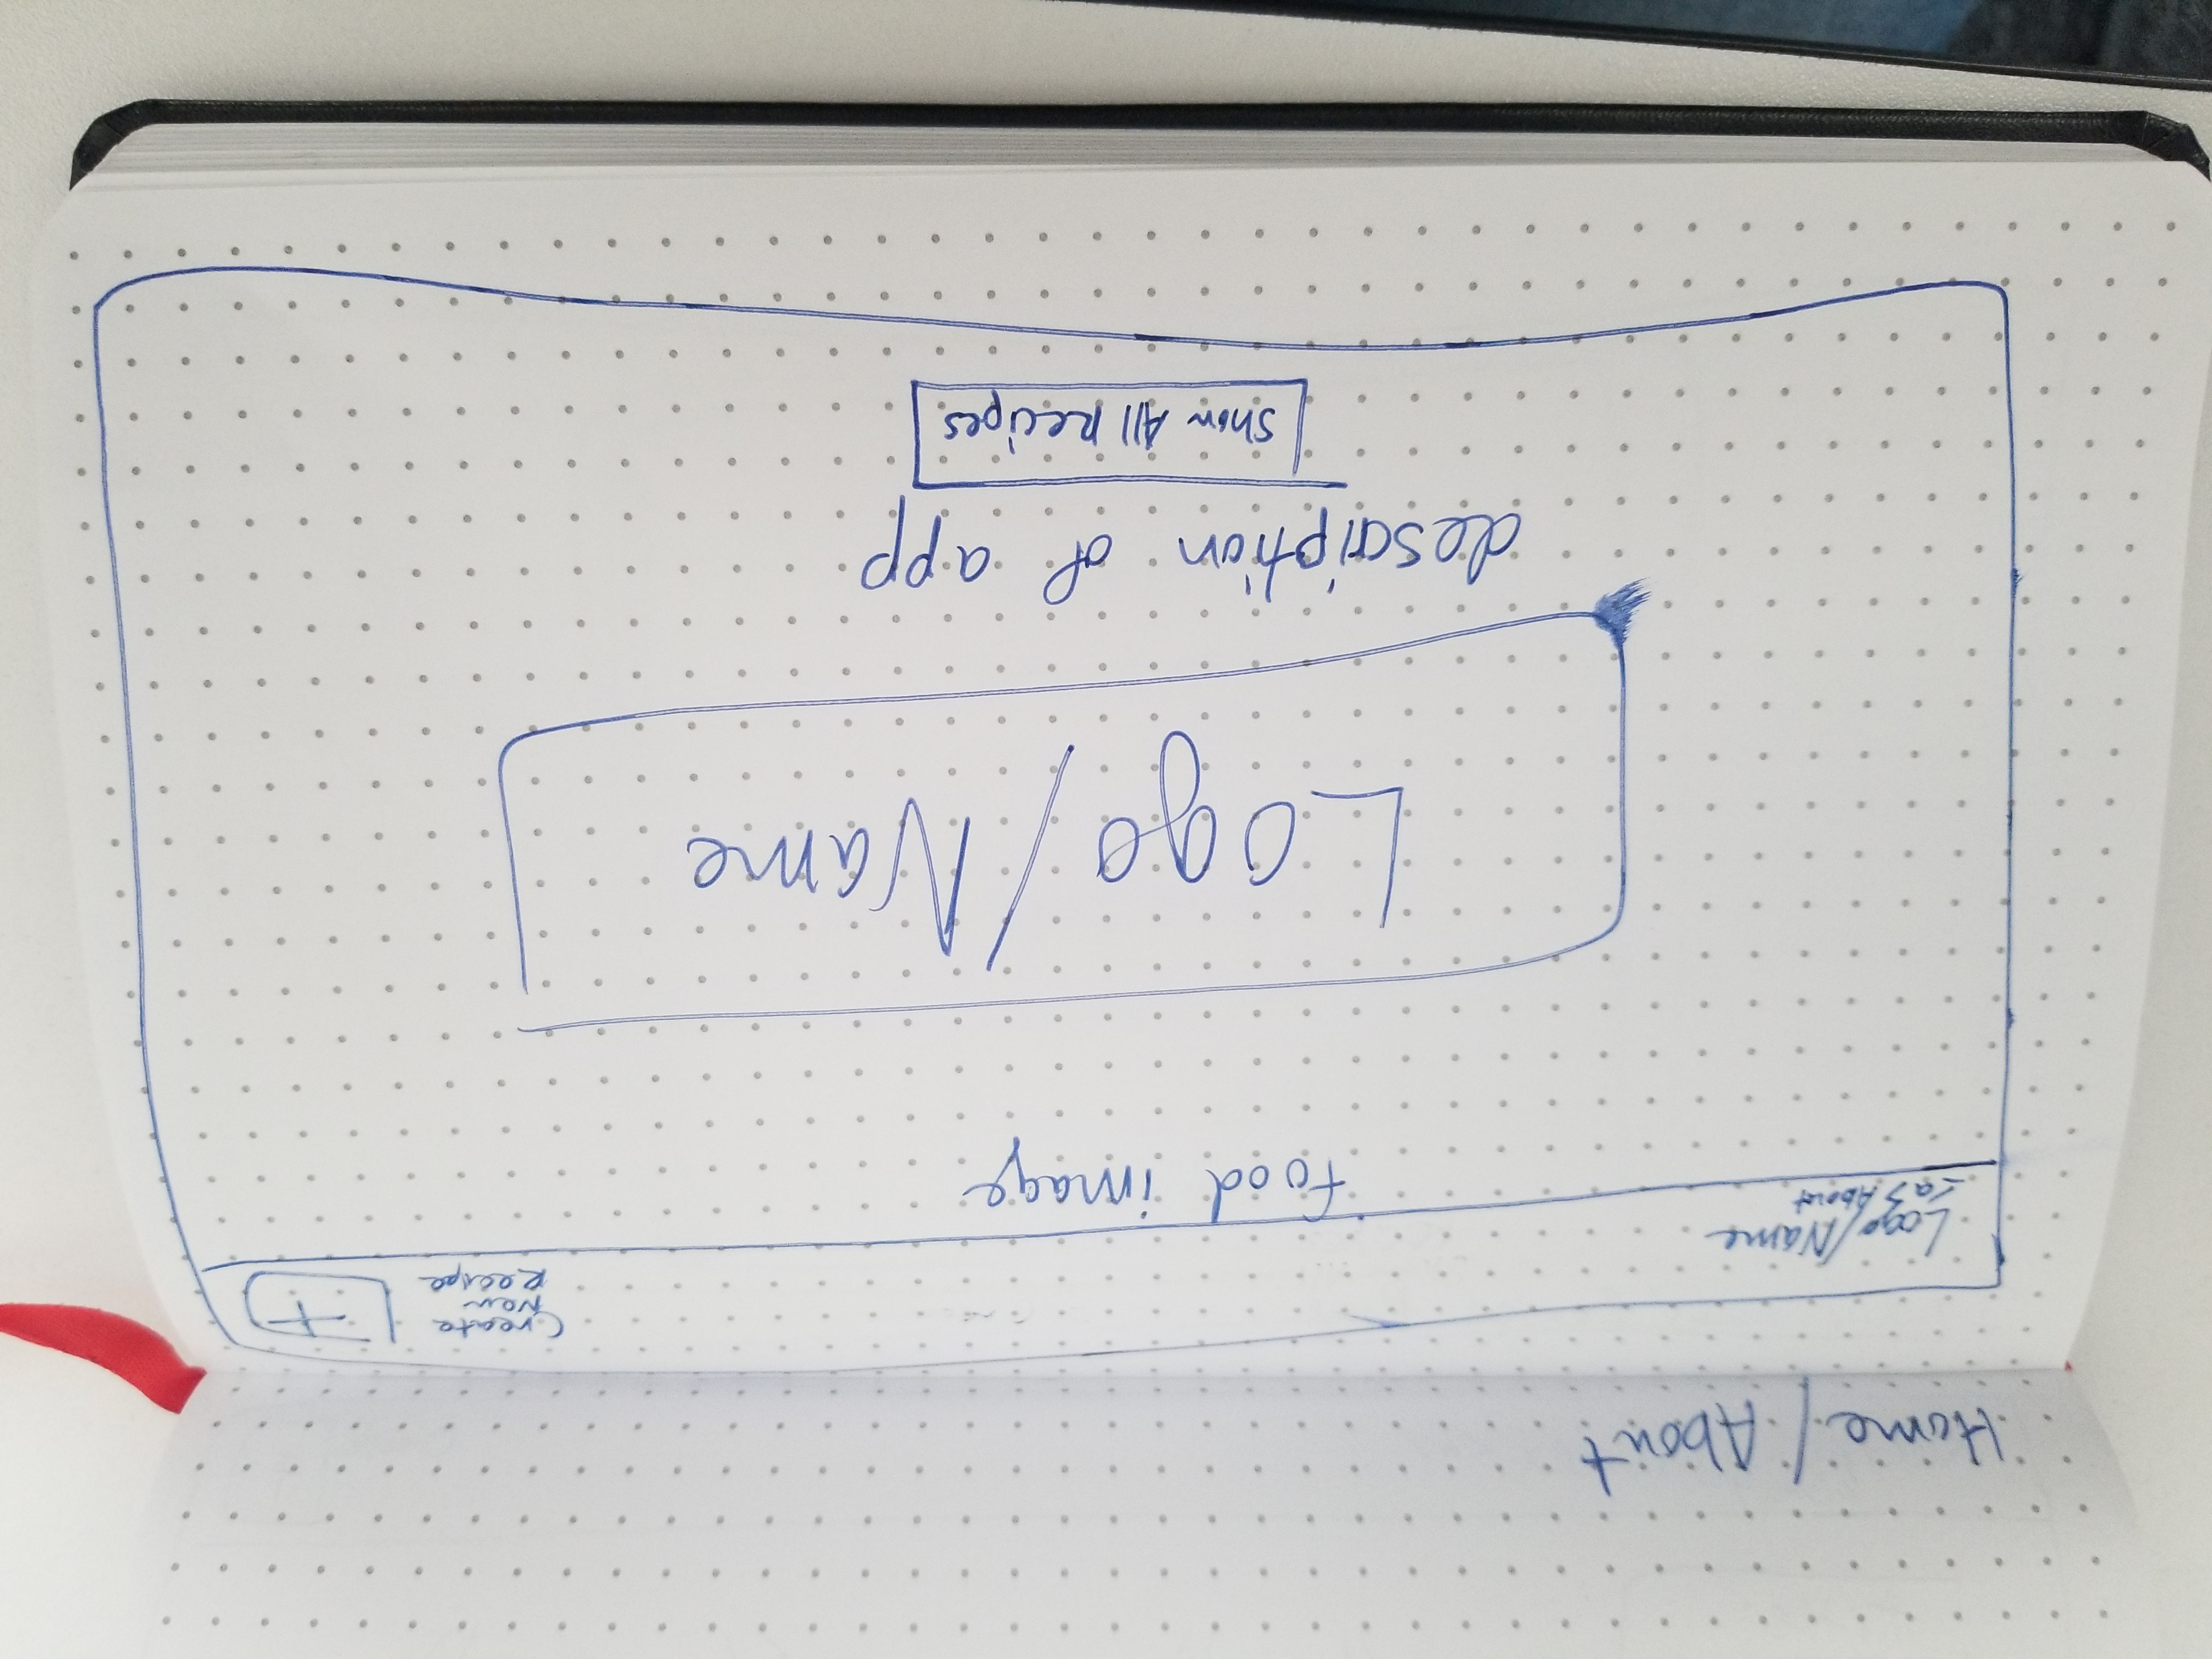 Home/About
Logo/Name
<a> About
Create
New
Recipe
+
food image
Logo/Name
description of app
Show All Recipes